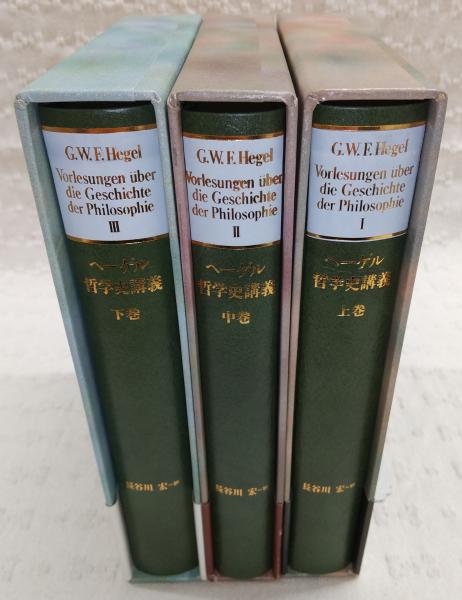 G.W.F. Hegel
Vorlesungen über
die Geschichte
der Philosophie
III
ヘーゲル
哲学史講義
下巻
長谷川 宏=訳
G.W.F. Hegel
Vorlesungen über
die Geschichte
der Philosophie
II
ヘーゲル
哲学史講義
中巻
長谷川 宏=訳
G.W.F. Hegel
Vorlesungen über
die Geschichte
der Philosophie
I
ヘーゲル
哲学史講義
上巻
長谷川 宏=訳